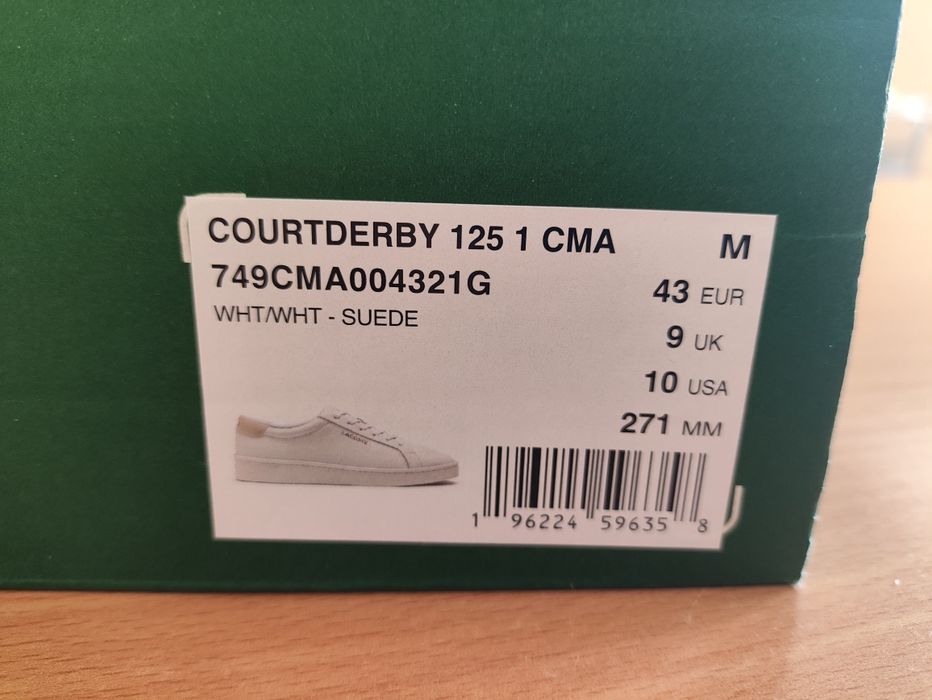 COURTDERBY 125 1 CMA
M
749CMA004321G
43 EUR
WHT/WHT - SUEDE
9 UK
10 USA
271 MM
LACOSTE
1 96224 59635 8